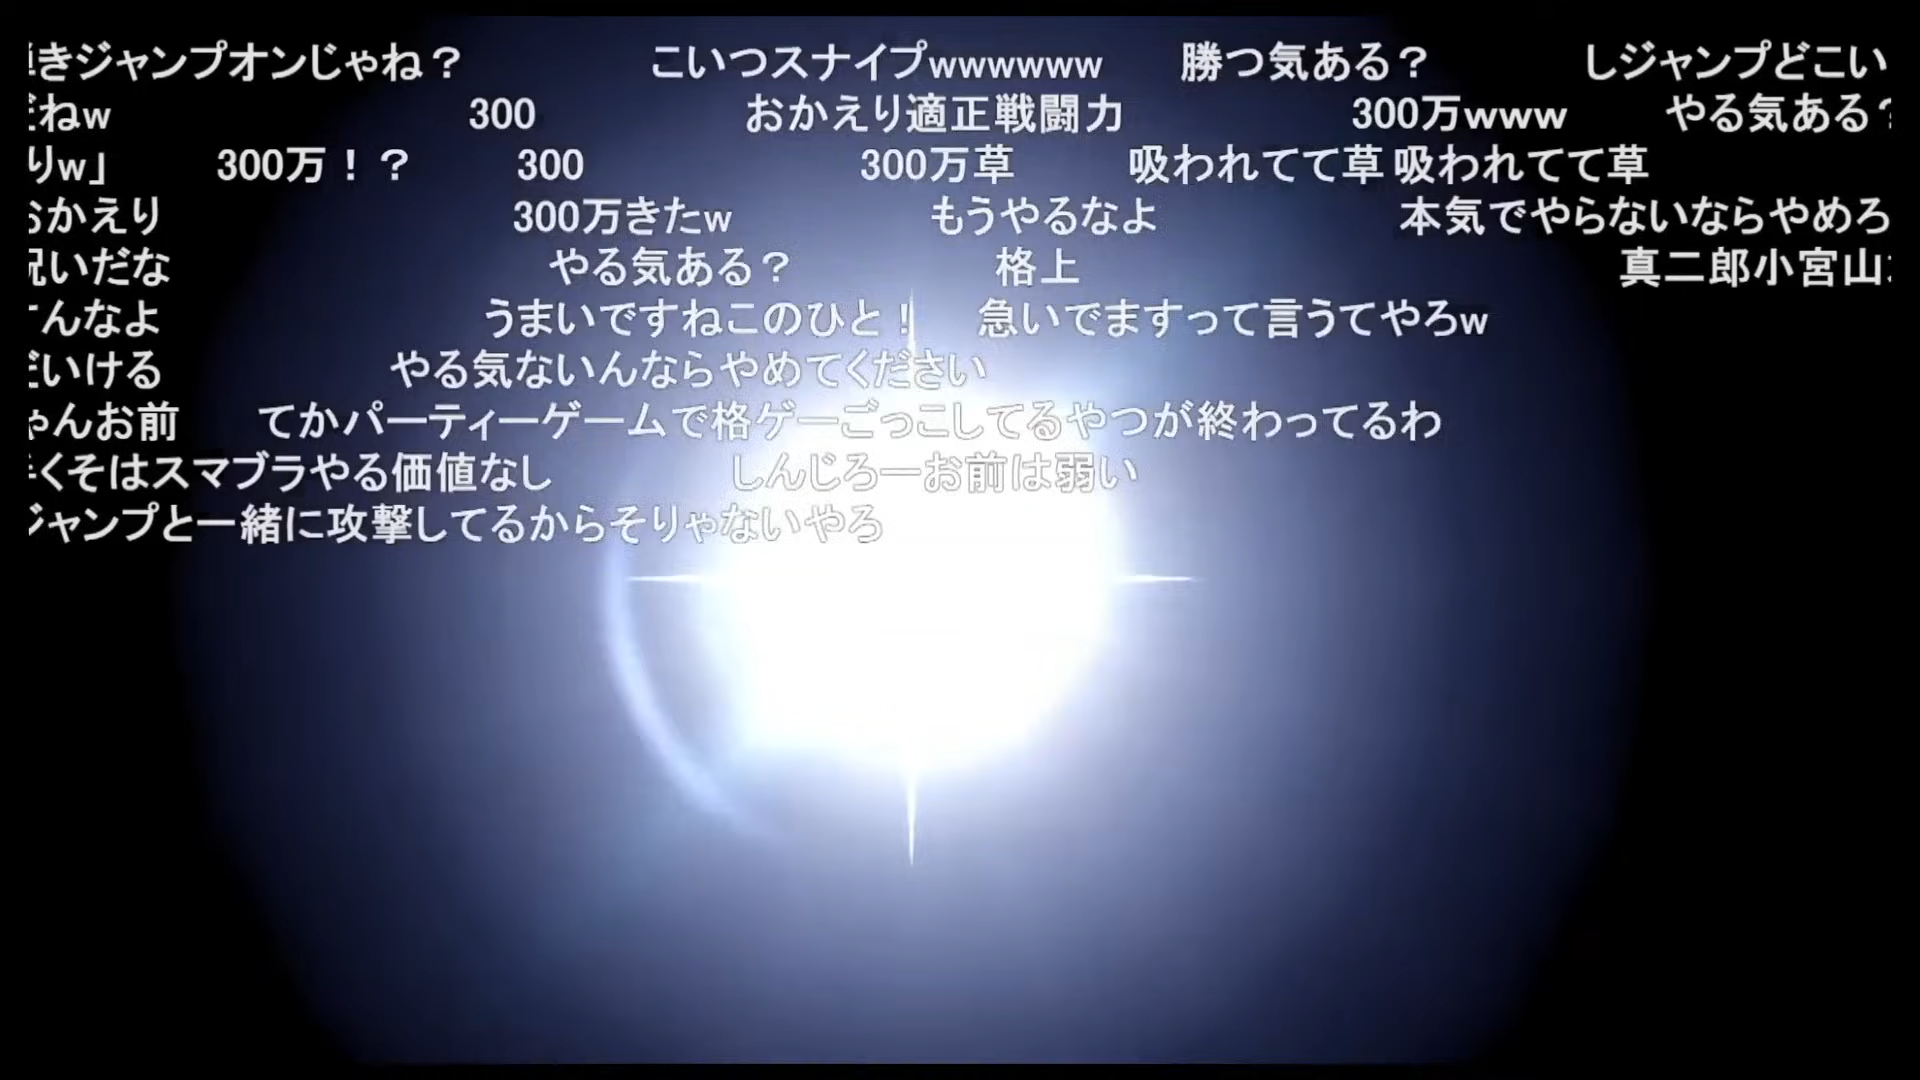 きジャンプオンじゃね？ こいつスナイプwwwwww 勝つ気ある？ しジャンプどこい
ねw 300 おかえり適正戦闘力 300万www やる気ある？
りw」 300万！？ 300 300万草 吸われてて草 吸われてて草
おかえり 300万きたw もうやるなよ 本気でやらないならやめろ
いだな やる気ある？ 格上 真二郎小宮山
んなよ うまいですねこのひと！ 急いでますって言うてやろw
いける やる気ないんならやめてください
ゃんお前 てかパーティーゲームで格ゲーごっこしてるやつが終わってるわ
くそはスマブラやる価値なし しんじろーお前は弱い
ジャンプと一緒に攻撃してるからそりゃないやろ